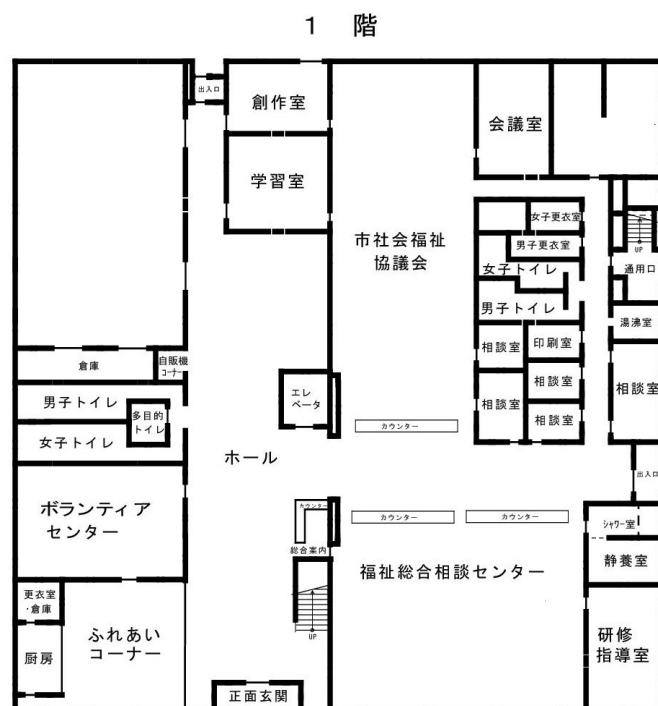 1 階
出入口
創作室
会議室
学習室
女子更衣室
市社会福祉
協議会
男子更衣室
女子トイレ
UP
通用口
男子トイレ
湯沸室
倉庫
自販機
コーナー
相談室
印刷室
相談室
相談室
相談室
相談室
男子トイレ
多目的
トイレ
女子トイレ
エレ
ベータ
カウンター
ホール
出入口
ボランティア
センター
カウンター
総合案内
カウンター
カウンター
シャワー室
静養室
福祉総合相談センター
更衣室
・倉庫
ふれあい
コーナー
厨房
UP
研修
指導室
正面玄関